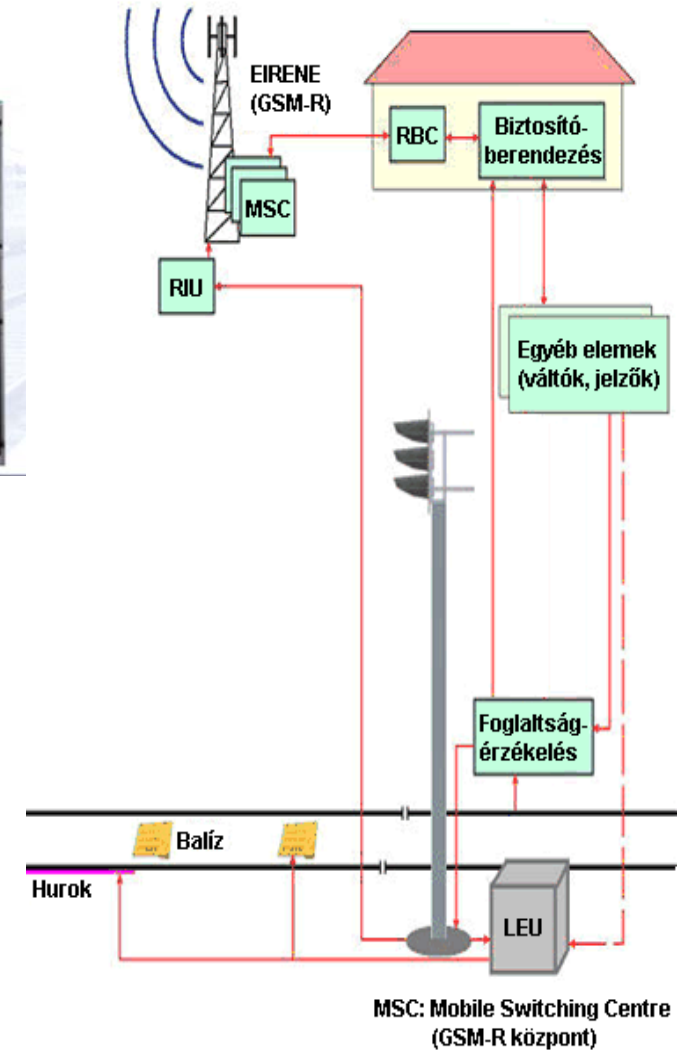 EIRENE
(GSM-R)
RBC
Biztosító-
berendezés
MSC
RIU
Egyéb elemek
(váltók, jelzők)
Foglaltság-
érzékelés
Balíz
Hurok
LEU
MSC: Mobile Switching Centre
(GSM-R központ)